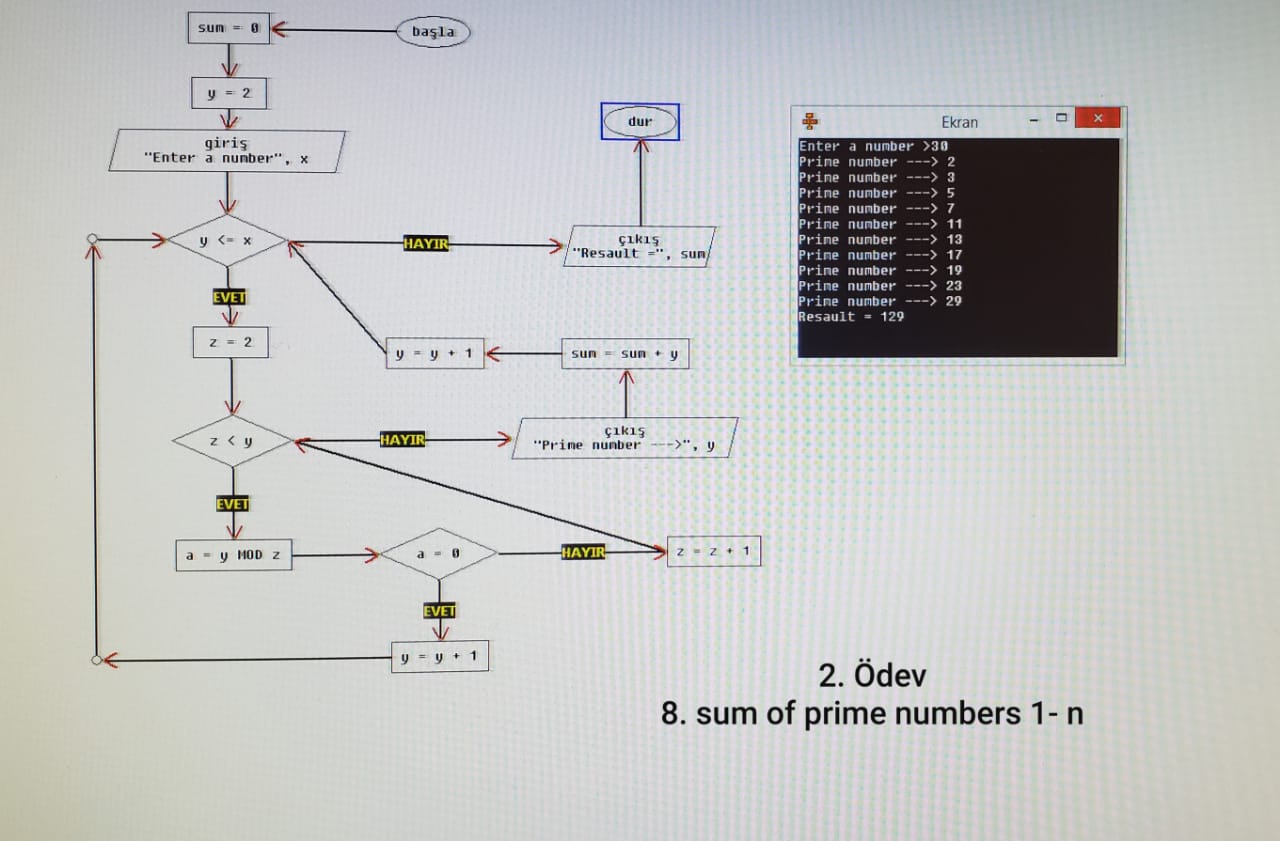 sum = 0
başla
y = 2
giriş
"Enter a number", x
y <= x
HAYIR
çıkış
"Resault =", sum
dur
EVET
z = 2
y = y + 1
sum = sum + y
z < y
HAYIR
çıkış
"Prime number --->", y
EVET
a = y MOD z
a = 0
HAYIR
z = z + 1
EVET
y = y + 1
Ekran
Enter a number >30
Prime number ---> 2
Prime number ---> 3
Prime number ---> 5
Prime number ---> 7
Prime number ---> 11
Prime number ---> 13
Prime number ---> 17
Prime number ---> 19
Prime number ---> 23
Prime number ---> 29
Resault = 129
2. Ödev
8. sum of prime numbers 1- n